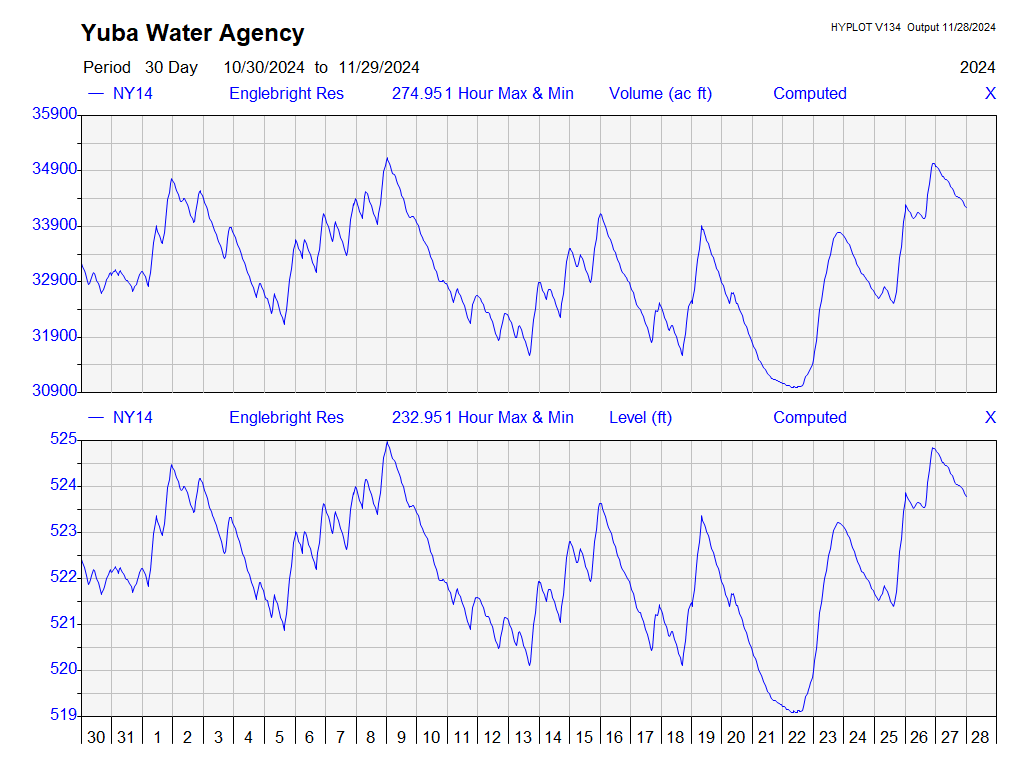 Yuba Water Agency
HYPLOT V134 Output 11/28/2024
Period 30 Day 10/30/2024 to 11/29/2024
2024
NY14 Englebright Res 274.951 Hour Max & Min Volume (ac ft) Computed X
35900
34900
33900
32900
31900
30900
NY14 Englebright Res 232.951 Hour Max & Min Level (ft) Computed X
525
524
523
522
521
520
519
30 31 1 2 3 4 5 6 7 8 9 10 11 12 13 14 15 16 17 18 19 20 21 22 23 24 25 26 27 28